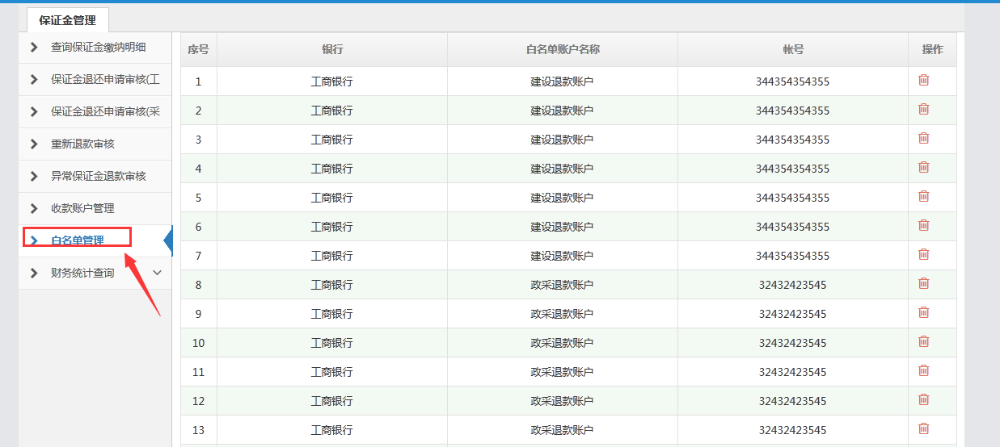 保证金管理
查询保证金缴纳明细
保证金退还申请审核(工
保证金退还申请审核(采
重新退款审核
异常保证金退款审核
收款账户管理
白名单管理
财务统计查询
序号 银行 白名单账户名称 帐号 操作
1 工商银行 建设退款账户 344354354355
2 工商银行 建设退款账户 344354354355
3 工商银行 建设退款账户 344354354355
4 工商银行 建设退款账户 344354354355
5 工商银行 建设退款账户 344354354355
6 工商银行 建设退款账户 344354354355
7 工商银行 建设退款账户 344354354355
8 工商银行 政采退款账户 32432423545
9 工商银行 政采退款账户 32432423545
10 工商银行 政采退款账户 32432423545
11 工商银行 政采退款账户 32432423545
12 工商银行 政采退款账户 32432423545
13 工商银行 政采退款账户 32432423545